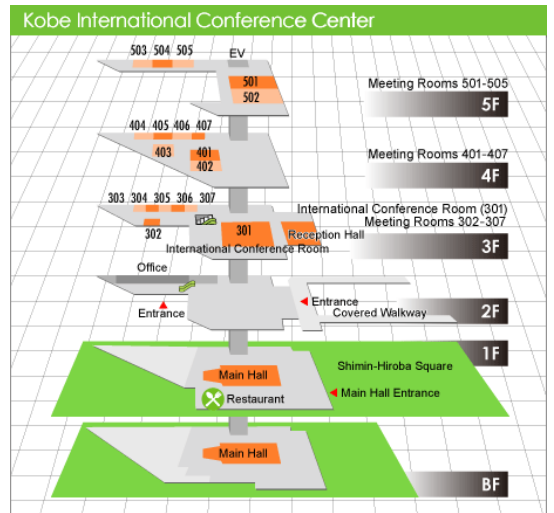 Kobe International Conference Center
503 504 505
EV
501
502
Meeting Rooms 501-505
5F
404 405 406 407
403
401
402
Meeting Rooms 401-407
4F
303 304 305 306 307
302
301
International Conference Room (301)
Meeting Rooms 302-307
Reception Hall
International Conference Room
3F
Office
Entrance
Entrance
Covered Walkway
2F
1F
Shimin-Hiroba Square
Main Hall
Main Hall Entrance
Restaurant
Main Hall
BF